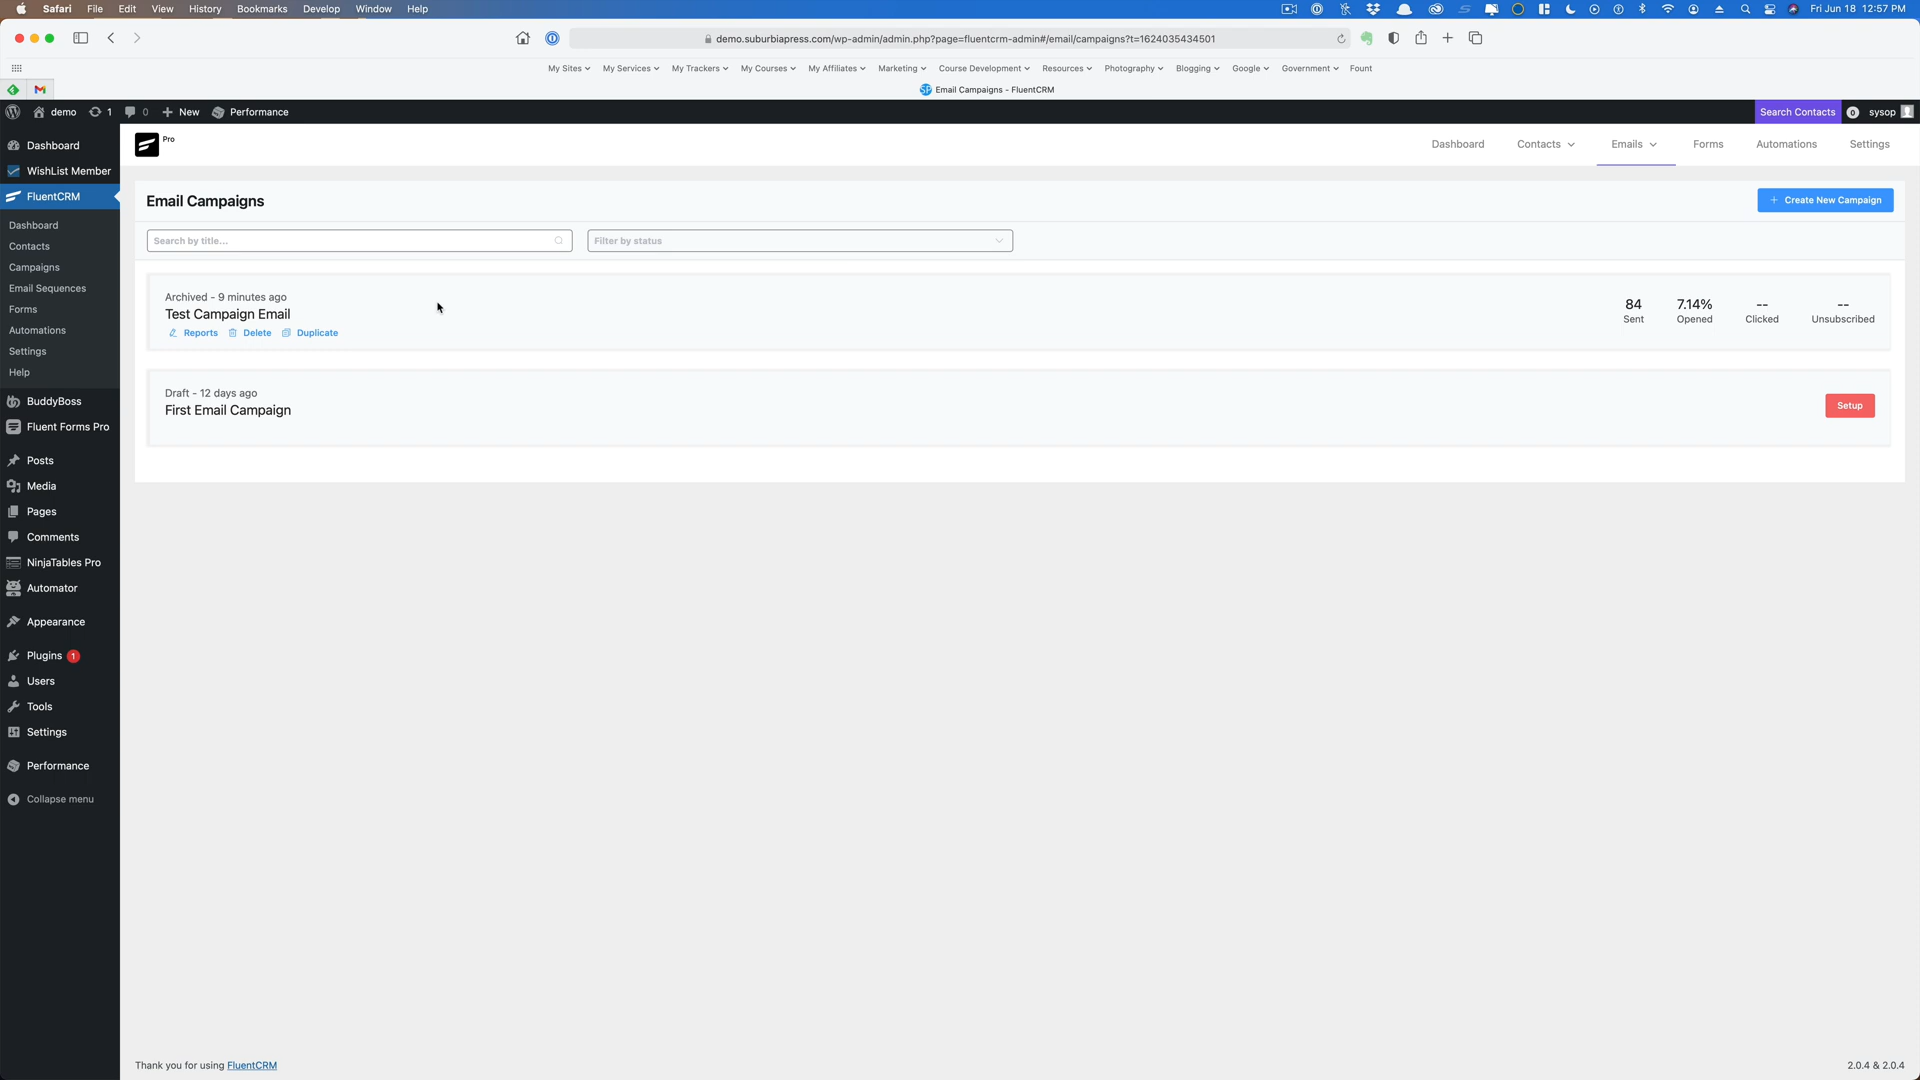 Safari File Edit View History Bookmarks Develop Window Help Fri Jun 18 12:57 PM
demo.suburbiapress.com/wp-admin/admin.php?page=fluentcrm-admin#/email/campaigns?t=1624035434501
My Sites My Services My Trackers My Courses My Affiliates Marketing Course Development Resources Photography Blogging Google Government Fount
Email Campaigns - FluentCRM
demo 1 0 New Performance Search Contacts 0 sysop
Pro
Dashboard Contacts Emails Forms Automations Settings
Dashboard
WishList Member
FluentCRM
Dashboard
Contacts
Campaigns
Email Sequences
Forms
Automations
Settings
Help
BuddyBoss
Fluent Forms Pro
Posts
Media
Pages
Comments
NinjaTables Pro
Automator
Appearance
Plugins 1
Users
Tools
Settings
Performance
Collapse menu
Email Campaigns
+ Create New Campaign
Search by title...
Filter by status
Archived - 9 minutes ago
Test Campaign Email
Reports Delete Duplicate
84 7.14% -- --
Sent Opened Clicked Unsubscribed
Draft - 12 days ago
First Email Campaign
Setup
Thank you for using FluentCRM
2.0.4 & 2.0.4